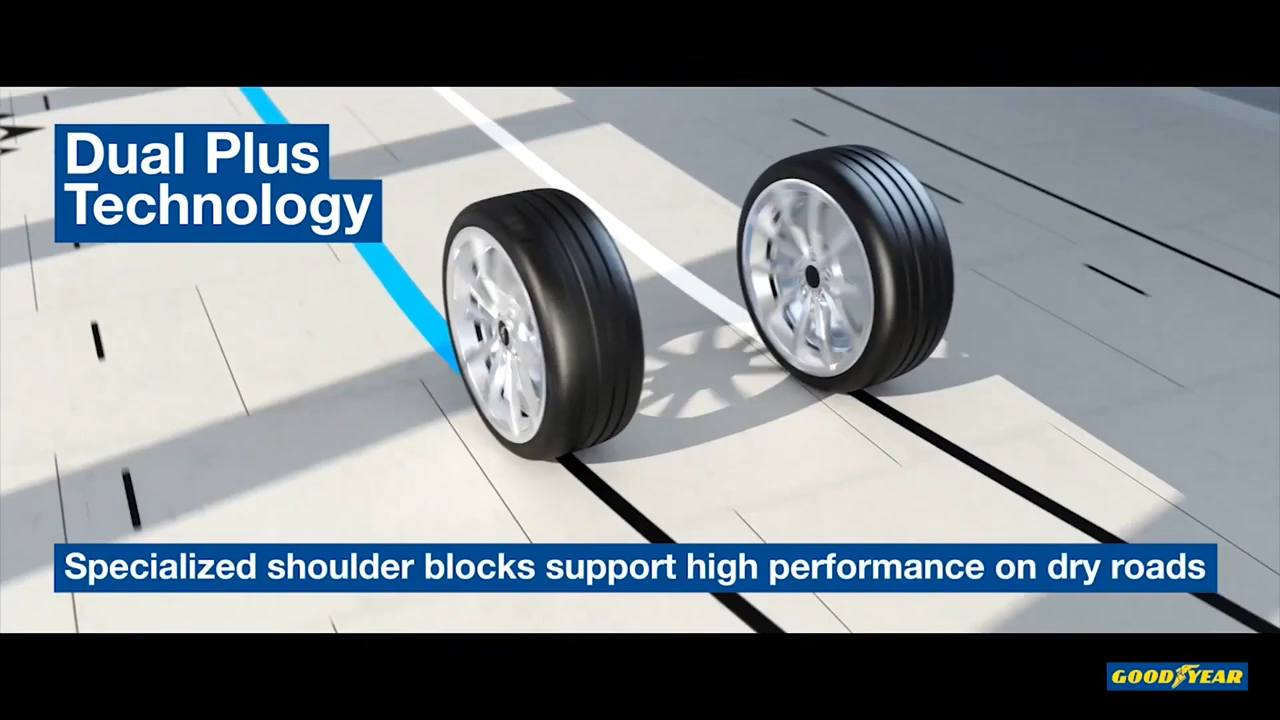 Dual Plus
Technology
Specialized shoulder blocks support high performance on dry roads
GOODYEAR